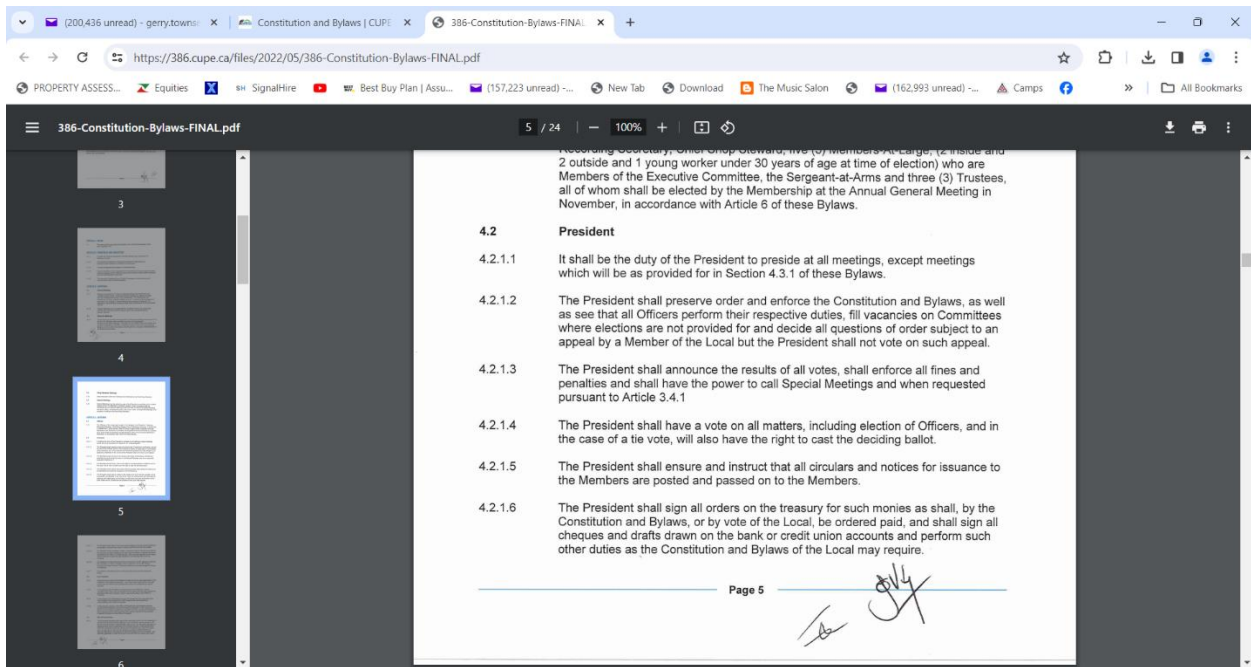 (200,436 unread) - gerry.townse
Constitution and Bylaws | CUPE
386-Constitution-Bylaws-FINAL
https://386.cupe.ca/files/2022/05/386-Constitution-Bylaws-FINAL.pdf
PROPERTY ASSESS... Equities SignalHire Best Buy Plan | Assu... (157,223 unread) -... New Tab Download The Music Salon (162,993 unread) -... Camps » All Bookmarks
386-Constitution-Bylaws-FINAL.pdf
5 / 24 100%
3
4
5
6
Recording Secretary, Chief Shop Steward, five (5) Members-At-Large, (2 inside and
2 outside and 1 young worker under 30 years of age at time of election) who are
Members of the Executive Committee, the Sergeant-at-Arms and three (3) Trustees,
all of whom shall be elected by the Membership at the Annual General Meeting in
November, in accordance with Article 6 of these Bylaws.
4.2 President
4.2.1.1 It shall be the duty of the President to preside at all meetings, except meetings
which will be as provided for in Section 4.3.1 of these Bylaws.
4.2.1.2 The President shall preserve order and enforce the Constitution and Bylaws, as well
as see that all Officers perform their respective duties, fill vacancies on Committees
where elections are not provided for and decide all questions of order subject to an
appeal by a Member of the Local but the President shall not vote on such appeal.
4.2.1.3 The President shall announce the results of all votes, shall enforce all fines and
penalties and shall have the power to call Special Meetings and when requested
pursuant to Article 3.4.1
4.2.1.4 The President shall have a vote on all matters, including election of Officers, and in
the case of a tie vote, will also have the right to cast the deciding ballot.
4.2.1.5 The President shall ensure and instruct that all circulars and notices for issuance to
the Members are posted and passed on to the Members.
4.2.1.6 The President shall sign all orders on the treasury for such monies as shall, by the
Constitution and Bylaws, or by vote of the Local, be ordered paid, and shall sign all
cheques and drafts drawn on the bank or credit union accounts and perform such
other duties as the Constitution and Bylaws of the Local may require.
Page 5